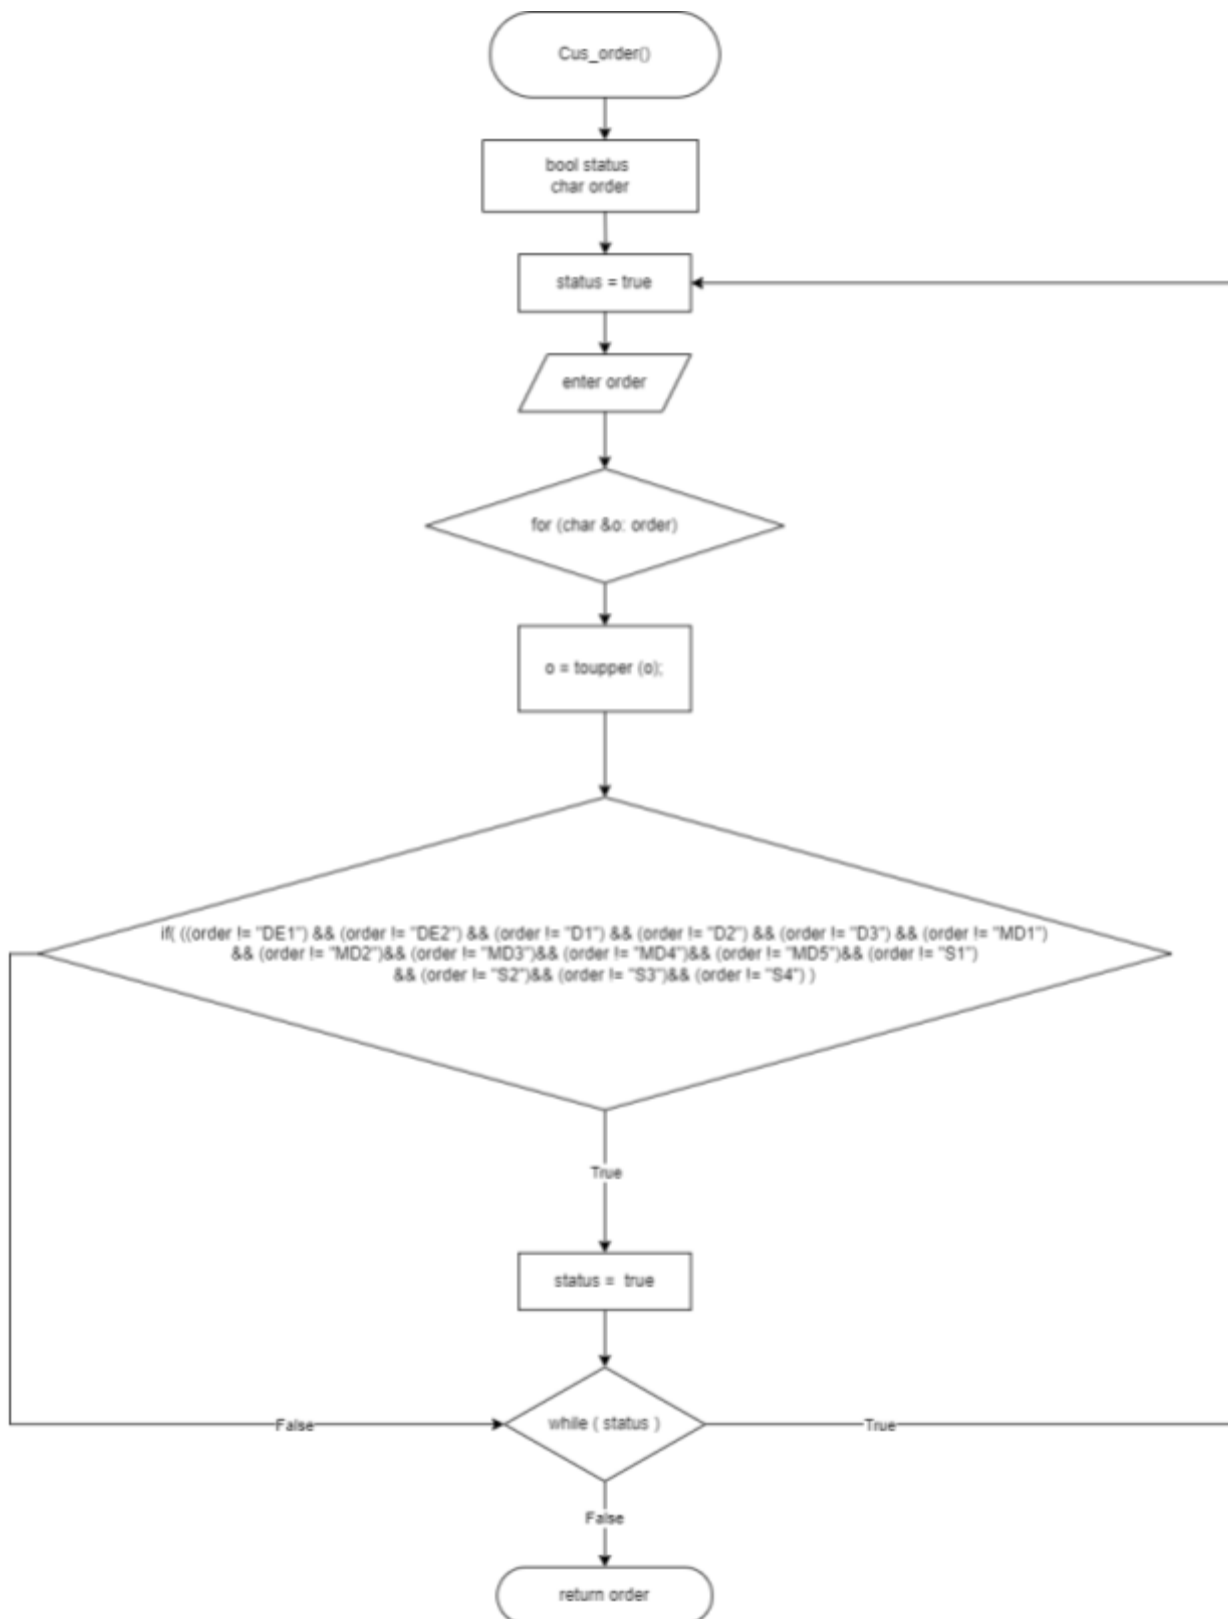 Cus_order()
bool status
char order
status = true
enter order
for (char &o: order)
o = toupper (o);
if( ((order != "DE1") && (order != "DE2") && (order != "D1") && (order != "D2") && (order != "D3") && (order != "MD1")
&& (order != "MD2")&& (order != "MD3")&& (order != "MD4")&& (order != "MD5")&& (order != "S1")
&& (order != "S2")&& (order != "S3")&& (order != "S4") )
True
status =  true
False
while ( status )
True
False
return order